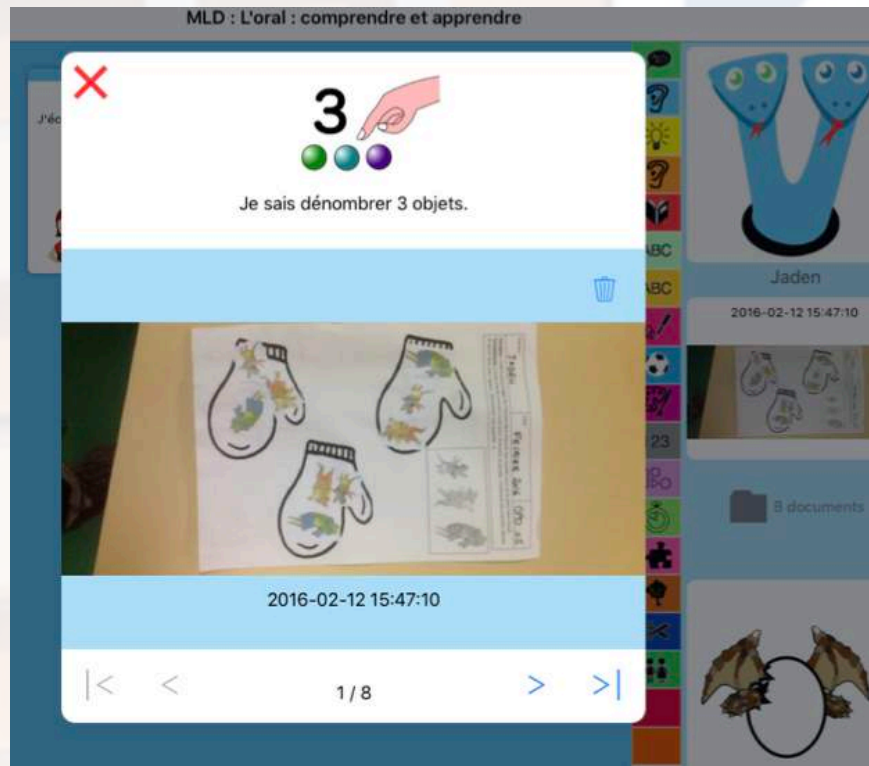 MLD : L'oral : comprendre et apprendre
J'éc
3
Je sais dénombrer 3 objets.
ABC
ABC
Jaden
2016-02-12 15:47:10
23
8 documents
2016-02-12 15:47:10
|< < 1 / 8 > >|